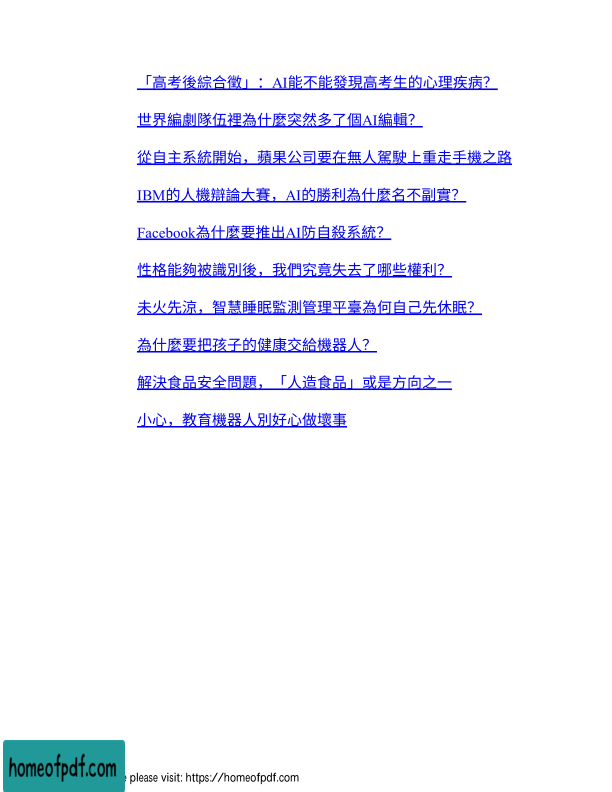 「高考後綜合徵」：AI能不能發現高考生的心理疾病？
世界編劇隊伍裡為什麼突然多了個AI編輯？
從自主系統開始，蘋果公司要在無人駕駛上重走手機之路
IBM的人機辯論大賽，AI的勝利為什麼名不副實？
Facebook為什麼要推出AI防自殺系統？
性格能夠被識別後，我們究竟失去了哪些權利？
未火先涼，智慧睡眠監測管理平臺為何自己先休眠？
為什麼要把孩子的健康交給機器人？
解決食品安全問題，「人造食品」或是方向之一
小心，教育機器人別好心做壞事
homeofpdf.com
e please visit: https://homeofpdf.com